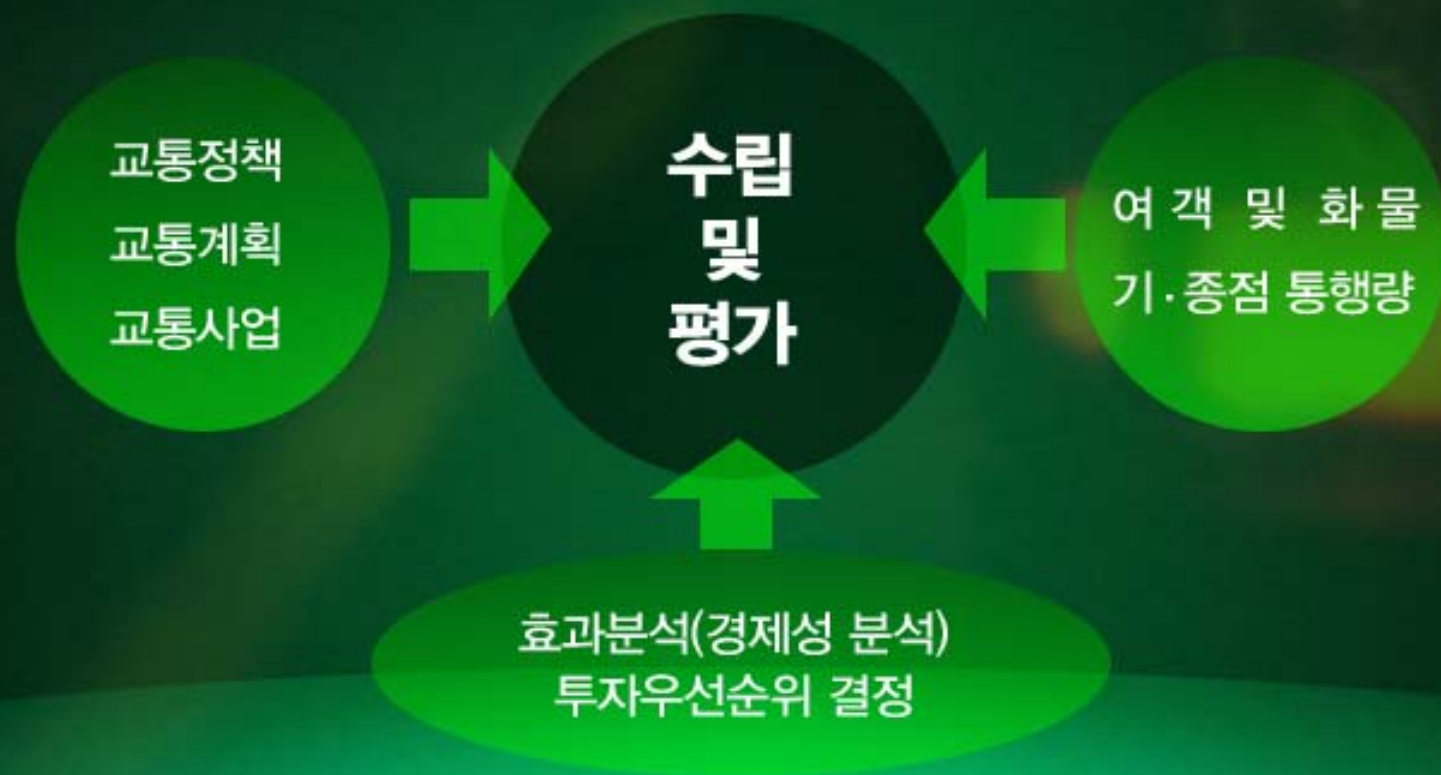 교통정책
교통계획
교통사업
수립
및
평가
여 객 및 화 물
기·종점 통행량
효과분석(경제성 분석)
투자우선순위 결정